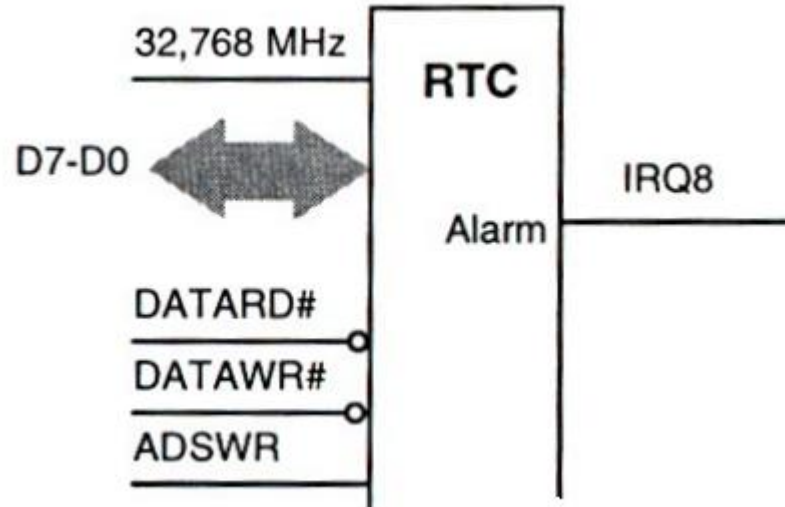 32,768 MHz
RTC
D7-D0
IRQ8
Alarm
DATARD#
DATAWR#
ADSWR